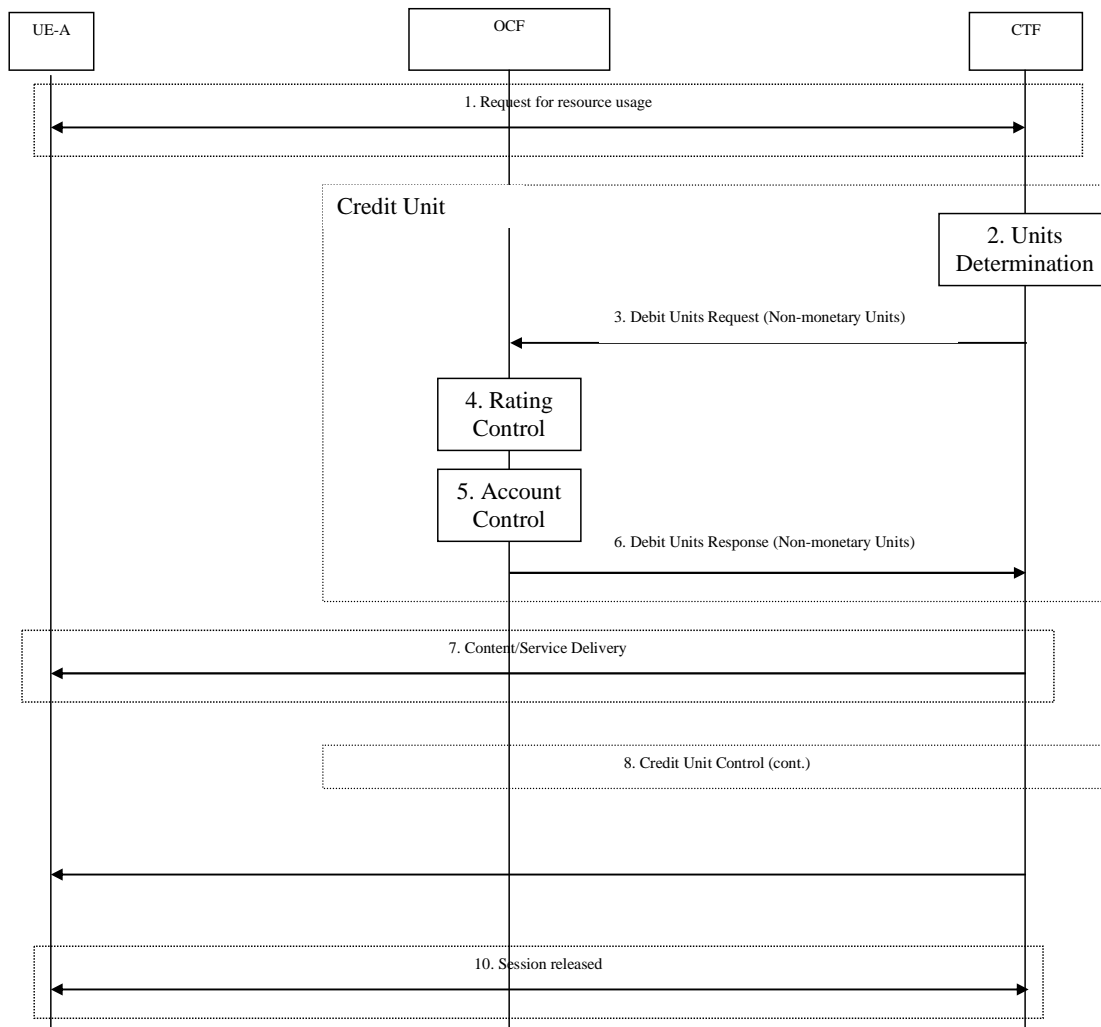 UE-A
OCF
CTF
1. Request for resource usage
Credit Unit
2. Units
Determination
3. Debit Units Request (Non-monetary Units)
4. Rating
Control
5. Account
Control
6. Debit Units Response (Non-monetary Units)
7. Content/Service Delivery
8. Credit Unit Control (cont.)
10. Session released